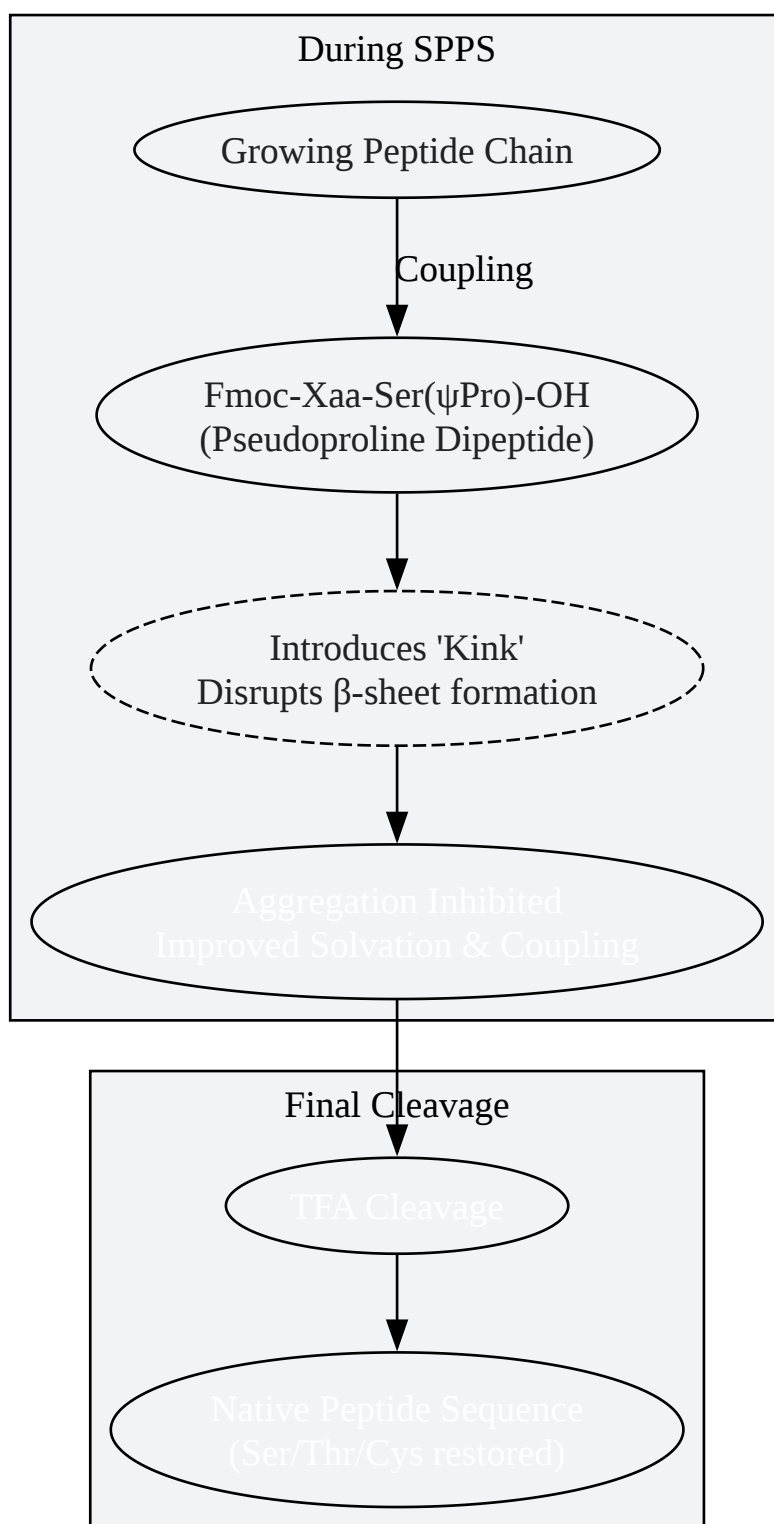 During SPPS
Growing Peptide Chain
Coupling
Fmoc-Xaa-Ser(ψPro)-OH
(Pseudoproline Dipeptide)
Introduces 'Kink'
Disrupts β-sheet formation
Aggregation Inhibited
Improved Solvation & Coupling
Final Cleavage
TFA Cleavage
Native Peptide Sequence
(Ser/Thr/Cys restored)